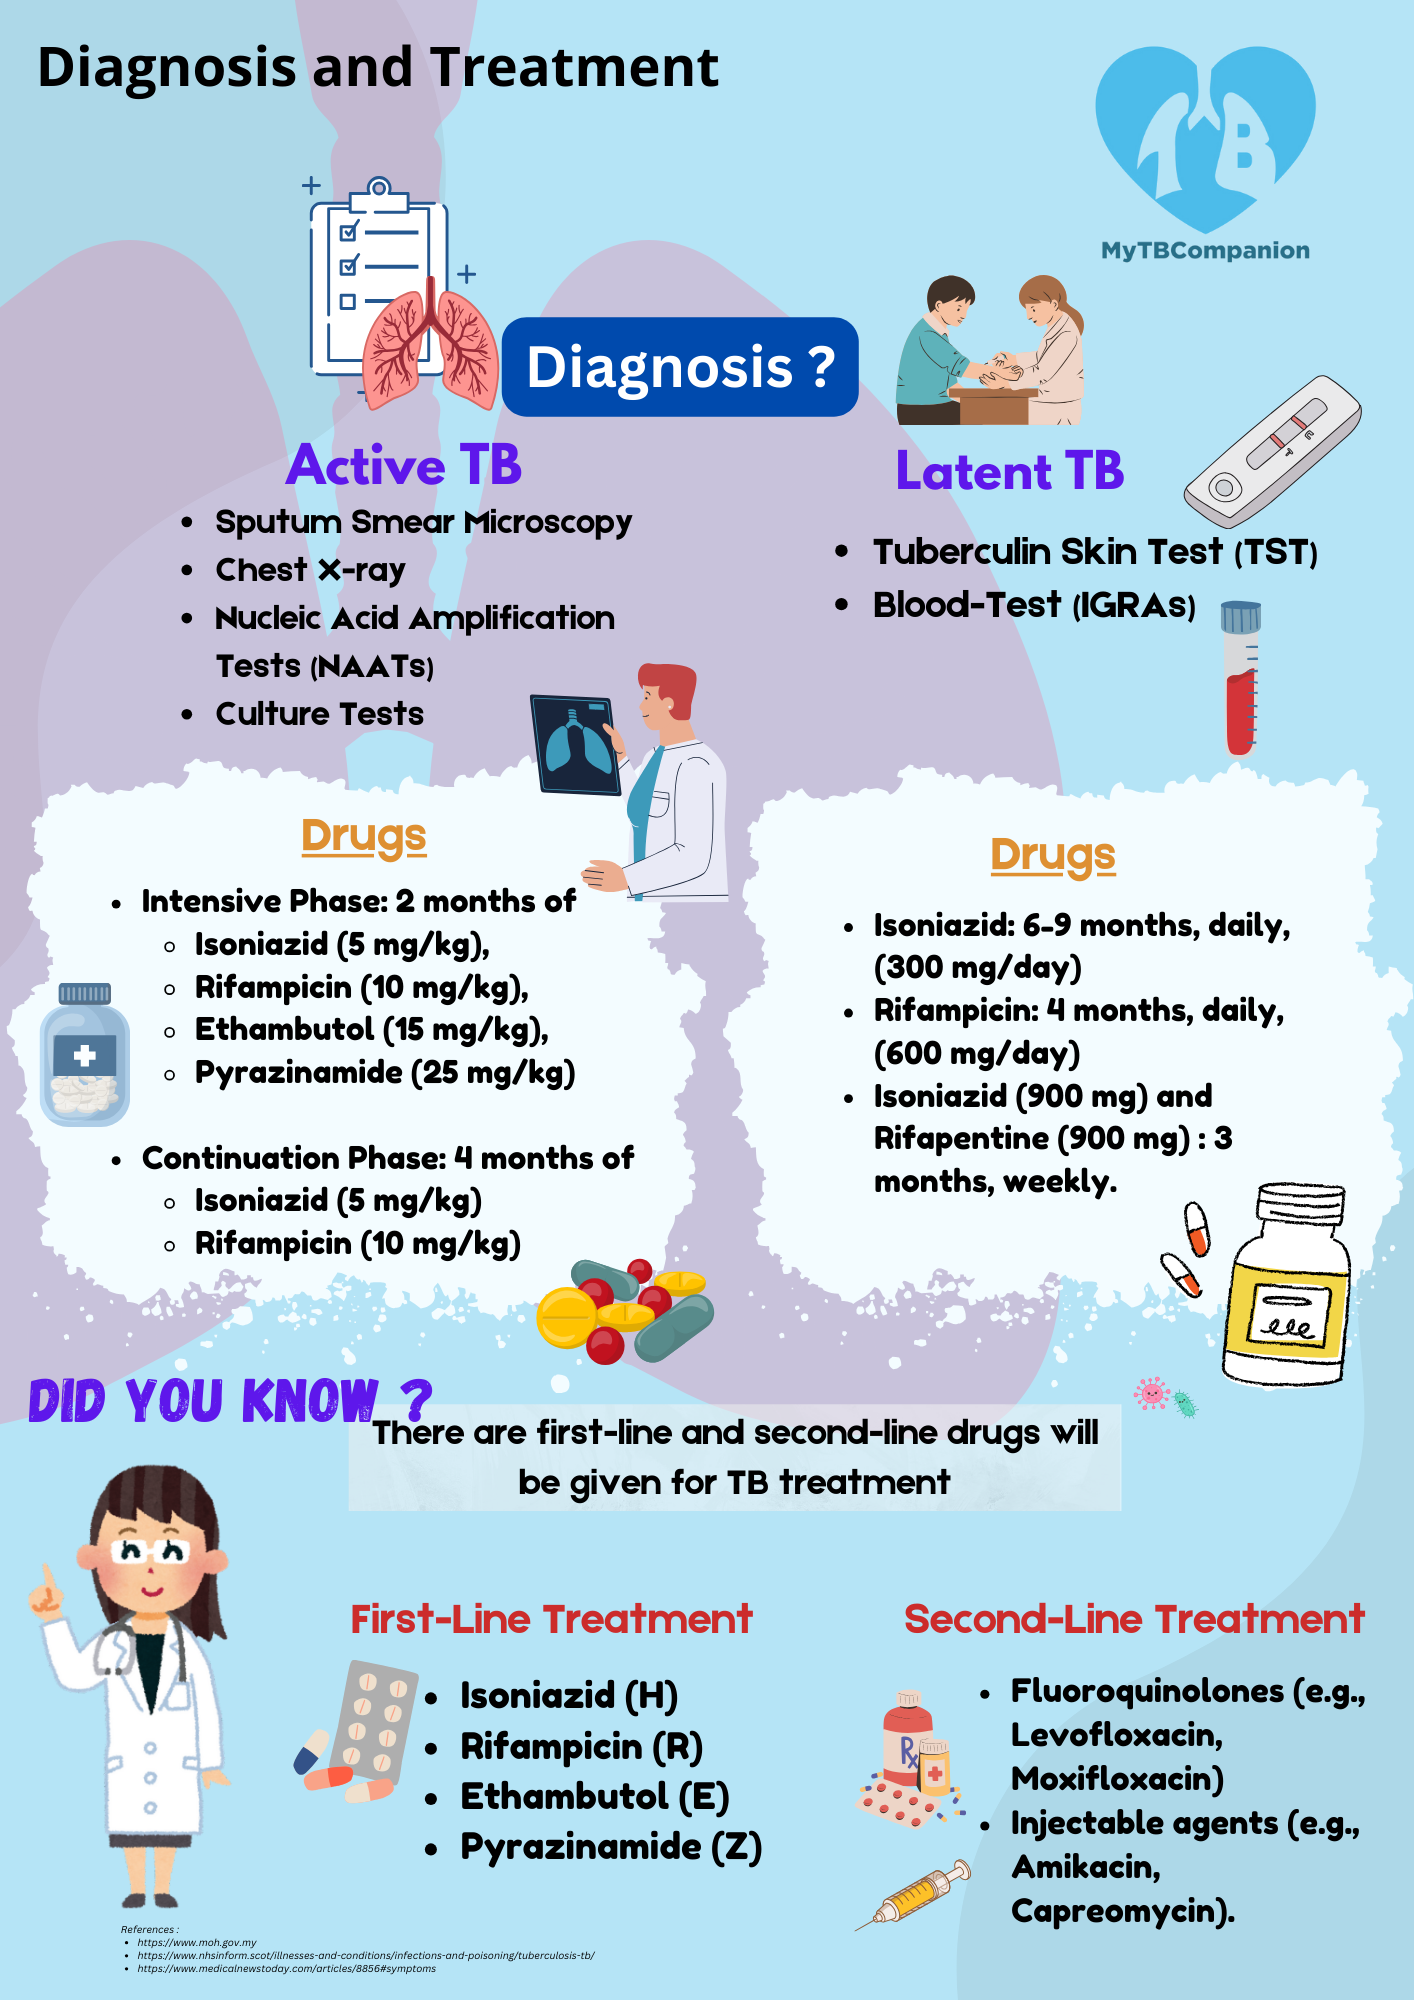 Diagnosis and Treatment
TB
MyTBCompanion
Diagnosis ?
Active TB
• Sputum Smear Microscopy
• Chest X-ray
• Nucleic Acid Amplification
Tests (NAATs)
• Culture Tests
Latent TB
C
T
• Tuberculin Skin Test (TST)
• Blood-Test (IGRAs)
Drugs
• Intensive Phase: 2 months of
○ Isoniazid (5 mg/kg),
○ Rifampicin (10 mg/kg),
○ Ethambutol (15 mg/kg),
○ Pyrazinamide (25 mg/kg)
• Continuation Phase: 4 months of
○ Isoniazid (5 mg/kg)
○ Rifampicin (10 mg/kg)
Drugs
• Isoniazid: 6-9 months, daily,
(300 mg/day)
• Rifampicin: 4 months, daily,
(600 mg/day)
• Isoniazid (900 mg) and
Rifapentine (900 mg) : 3
months, weekly.
DID YOU KNOW ?
There are first-line and second-line drugs will
be given for TB treatment
First-Line Treatment
• Isoniazid (H)
• Rifampicin (R)
• Ethambutol (E)
• Pyrazinamide (Z)
Second-Line Treatment
Rx
• Fluoroquinolones (e.g.,
Levofloxacin,
Moxifloxacin)
• Injectable agents (e.g.,
Amikacin,
Capreomycin).
References :
• https://www.moh.gov.my
• https://www.nhsinform.scot/illnesses-and-conditions/infections-and-poisoning/tuberculosis-tb/
• https://www.medicalnewstoday.com/articles/8856#symptoms